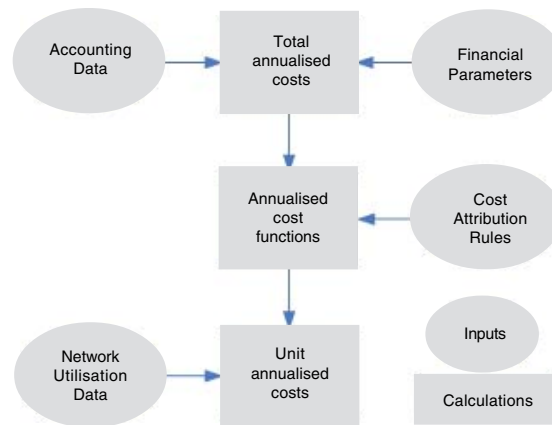 Accounting
Data
Total
annualised
costs
Financial
Parameters
Annualised
cost
functions
Cost
Attribution
Rules
Network
Utilisation
Data
Unit
annualised
costs
Inputs
Calculations